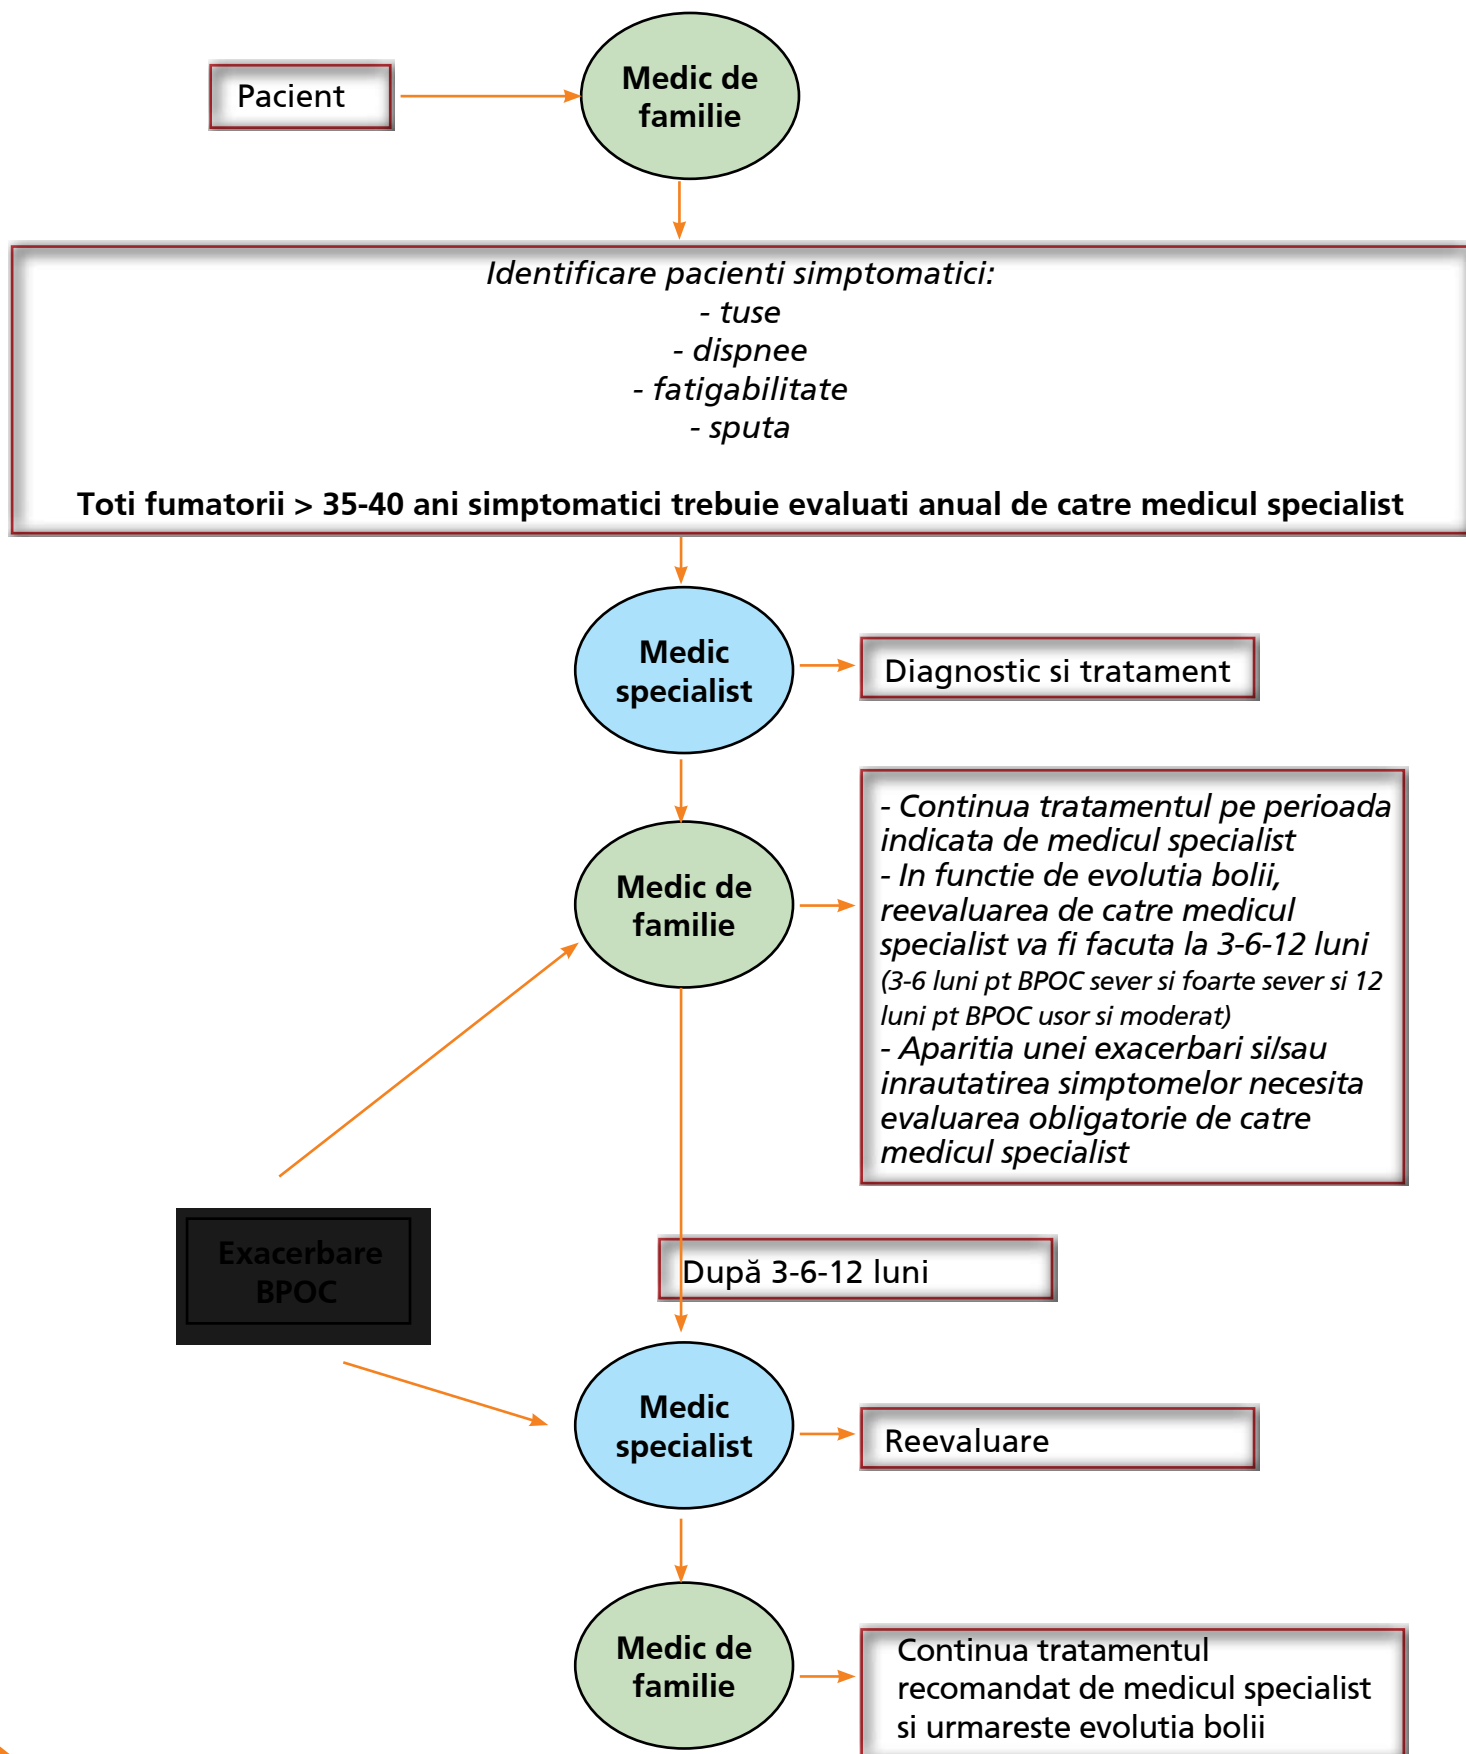 Pacient
Medic de
familie
Identificare pacienti simptomatici:
- tuse
- dispnee
- fatigabilitate
- sputa
Toti fumatorii > 35-40 ani simptomatici trebuie evaluati anual de catre medicul specialist
Medic
specialist
Diagnostic si tratament
Medic de
familie
- Continua tratamentul pe perioada
indicata de medicul specialist
- In functie de evolutia bolii,
reevaluarea de catre medicul
specialist va fi facuta la 3-6-12 luni
(3-6 luni pt BPOC sever si foarte sever si 12
luni pt BPOC usor si moderat)
- Aparitia unei exacerbari si/sau
inrautatirea simptomelor necesita
evaluarea obligatorie de catre
medicul specialist
Exacerbare
BPOC
După 3-6-12 luni
Medic
specialist
Reevaluare
Medic de
familie
Continua tratamentul
recomandat de medicul specialist
si urmareste evolutia bolii